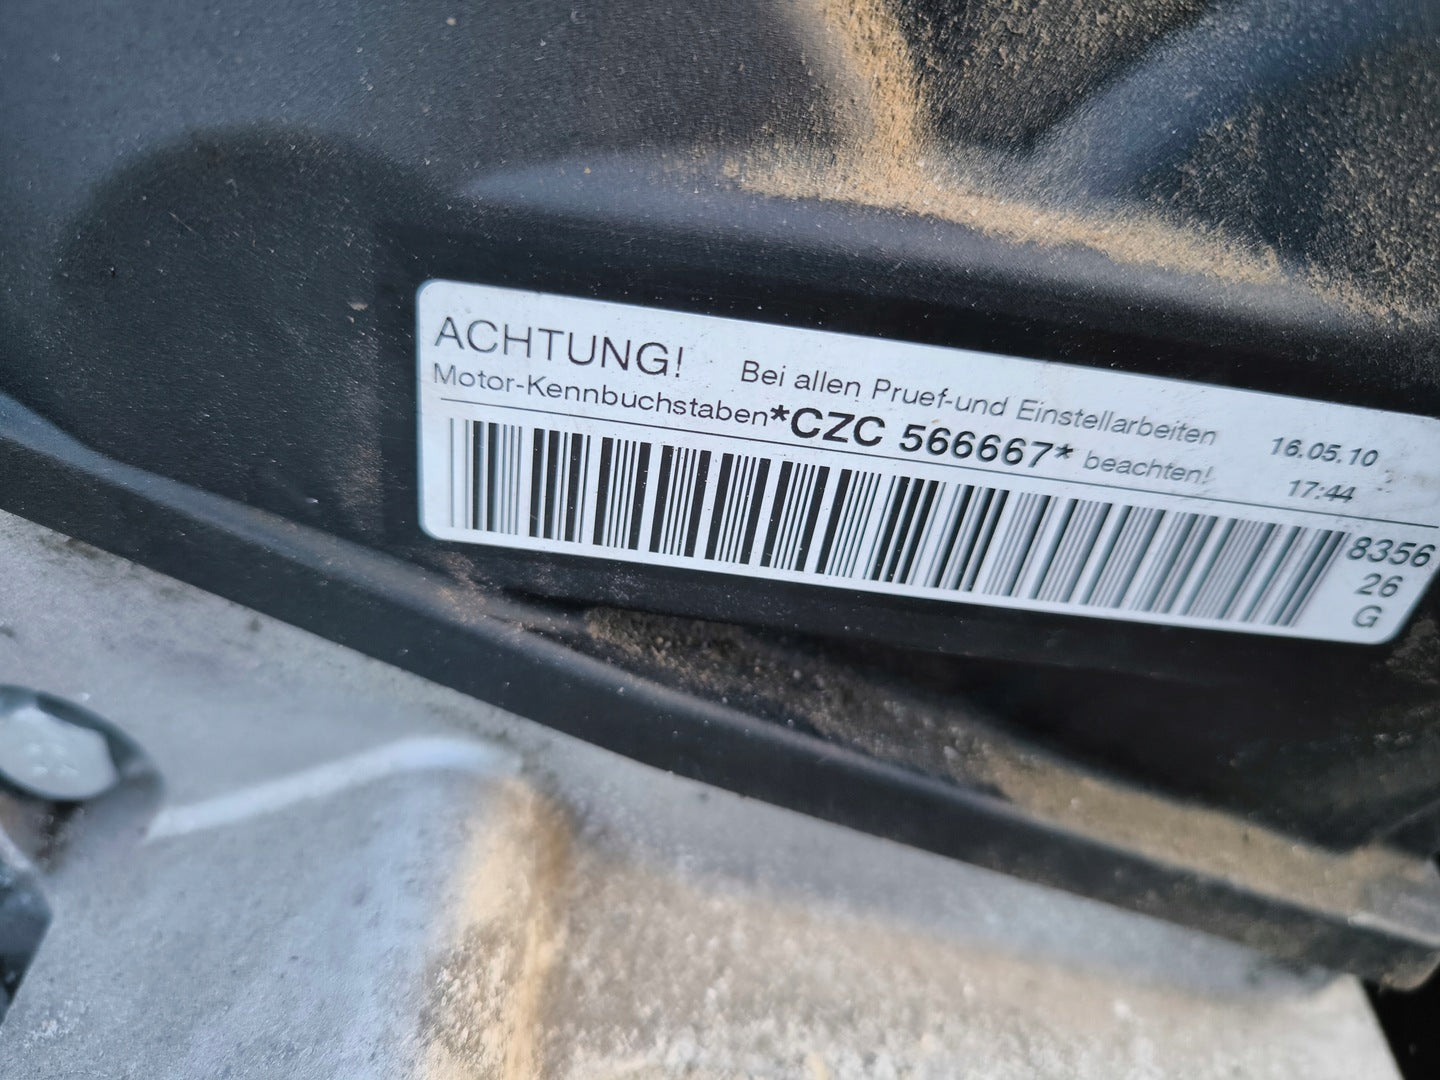 ACHTUNG! Bei allen Pruef-und Einstellarbeiten 16.05.10
Motor-Kennbuchstaben*CZC 566667* beachten! 17:44
8356
26
G